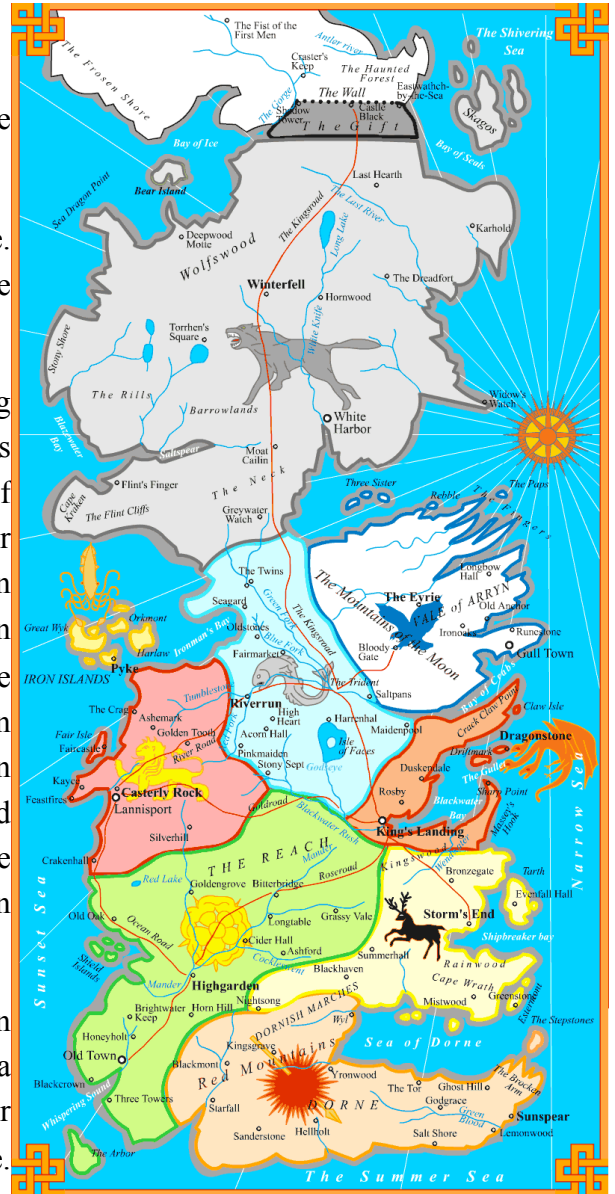 The Fist of the
First Men
Antler river
The Shivering
Sea
The Frozen Shore
Craster's
Keep
The Haunted
Forest
The Gorge
The Wall
Eastwathch-
by-the-Sea
Shadow
Tower
Castle
Black
The Gift
Skagos
Bay of Ice
Bay of Seals
Bear Island
Last Hearth
Sea Dragon Point
The Last River
The Kingsroad
Long Lake
Karhold
Deepwood
Motte
Wolfswood
The Dreadfort
Winterfell
Hornwood
White Knife
Torrhen's
Square
Stony Shore
The Rills
Barrowlands
White
Harbor
Widow's
Watch
Blazewater
Bay
Saltspear
Moat
Cailin
Flint's Finger
The Neck
Cape
Kraken
The Flint Cliffs
Greywater
Watch
Three Sister
Rebble
The Paps
The Fingers
The Twins
Longbow
Hall
Seagard
Green Fork
The Kingsroad
The Mountains of the Moon
The Eyrie
VALE of ARRYN
Old Anchor
Great Wyk
Orkmont
Oldstones
Ironman's Bay
Blue Fork
Ironoaks
Runestone
Harlaw
Fairmarket
Bloody
Gate
Gull Town
Pyke
IRON ISLANDS
The Trident
Tumblestone
Riverrun
Saltpans
Bay of Crabs
The Crag
Ashemark
High
Heart
Harrenhal
Crack Claw Point
Claw Isle
Golden Tooth
Red Fork
Acorn Hall
Maidenpool
Fair Isle
Faircastle
River Road
Isle
of Faces
Dragonstone
Pinkmaiden
Driftmark
Stony Sept
Godseye
Duskendale
The Gullet
Kayce
Feastfires
Casterly Rock
Lannisport
Rosby
Sharp Point
Goldroad
Blackwater Rush
Blackwater
Bay
Massey's
Hook
Narrow Sea
Silverhill
King's Landing
Crakenhall
THE REACH
Mander
Kingswood
Wendwater
Red Lake
Goldengrove
Bitterbridge
Roseroad
Bronzegate
Tarth
Evenfall Hall
Old Oak
Ocean Road
Longtable
Grassy Vale
Storm's End
Sunset Sea
Cider Hall
Ashford
Shipbreaker bay
Shield
Islands
Cockleswent
Summerhall
Rainwood
Mander
Highgarden
Blackhaven
Cape Wrath
Brightwater
Keep
Horn Hill
Nightsong
Mistwood
Greenstone
Estermont
DORNISH MARCHES
Wyl
The Stepstones
Honeyholt
Kingsgrave
Sea of Dorne
Old Town
Red Mountains
Blackmont
Yronwood
The Broken
Arm
Blackcrown
The Tor
Ghost Hill
Whispering Sound
Three Towers
Starfall
DORNE
Godgrace
Green
Blood
Sunspear
Sanderstone
Hellholt
Salt Shore
Lemonwood
The Arbor
The Summer Sea